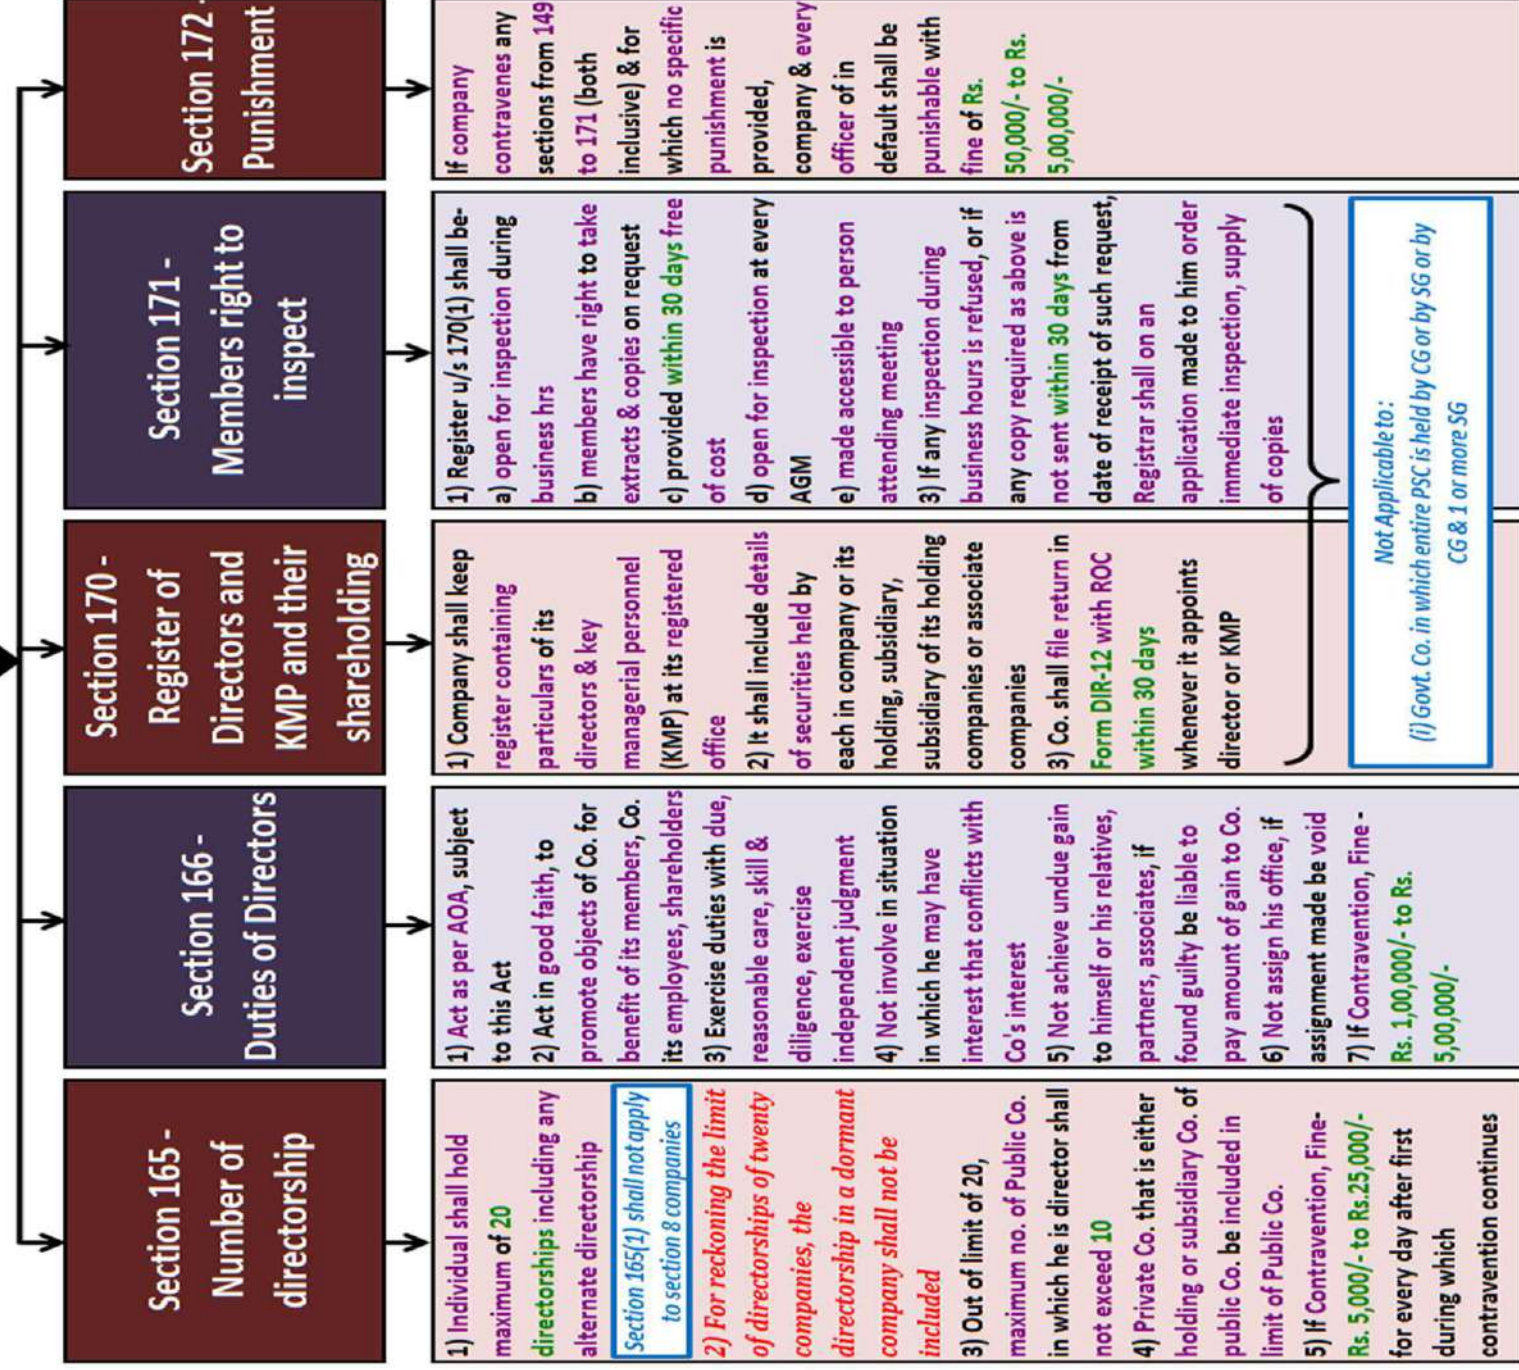 Section 165 -
Number of
directorship
1) Individual shall hold
maximum of 20
directorships including any
alternate directorship
Section 165(1) shall not apply
to section 8 companies
2) For reckoning the limit
of directorships of twenty
companies, the
directorship in a dormant
company shall not be
included
3) Out of limit of 20,
maximum no. of Public Co.
in which he is director shall
not exceed 10
4) Private Co. that is either
holding or subsidiary Co. of
public Co. be included in
limit of Public Co.
5) If Contravention, Fine-
Rs. 5,000/- to Rs.25,000/-
for every day after first
during which
contravention continues
Section 166 -
Duties of Directors
1) Act as per AOA, subject
to this Act
2) Act in good faith, to
promote objects of Co. for
benefit of its members, Co.
its employees, shareholders
3) Exercise duties with due,
reasonable care, skill &
diligence, exercise
independent judgment
4) Not involve in situation
in which he may have
interest that conflicts with
Co's interest
5) Not achieve undue gain
to himself or his relatives,
partners, associates, if
found guilty be liable to
pay amount of gain to Co.
6) Not assign his office, if
assignment made be void
7) If Contravention, Fine -
Rs. 1,00,000/- to Rs.
5,00,000/-
Section 170 -
Register of
Directors and
KMP and their
shareholding
1) Company shall keep
register containing
particulars of its
directors & key
managerial personnel
(KMP) at its registered
office
2) It shall include details
of securities held by
each in company or its
holding, subsidiary,
subsidiary of its holding
companies or associate
companies
3) Co. shall file return in
Form DIR-12 with ROC
within 30 days
whenever it appoints
director or KMP
Section 171 -
Members right to
inspect
1) Register u/s 170(1) shall be-
a) open for inspection during
business hrs
b) members have right to take
extracts & copies on request
c) provided within 30 days free
of cost
d) open for inspection at every
AGM
e) made accessible to person
attending meeting
3) If any inspection during
business hours is refused, or if
any copy required as above is
not sent within 30 days from
date of receipt of such request,
Registrar shall on an
application made to him order
immediate inspection, supply
of copies
Not Applicable to :
(i) Govt. Co. in which entire PSC is held by CG or by SG or by
CG & 1 or more SG
Section 172 -
Punishment
If company
contravenes any
sections from 149
to 171 (both
inclusive) & for
which no specific
punishment is
provided,
company & every
officer of in
default shall be
punishable with
fine of Rs.
50,000/- to Rs.
5,00,000/-